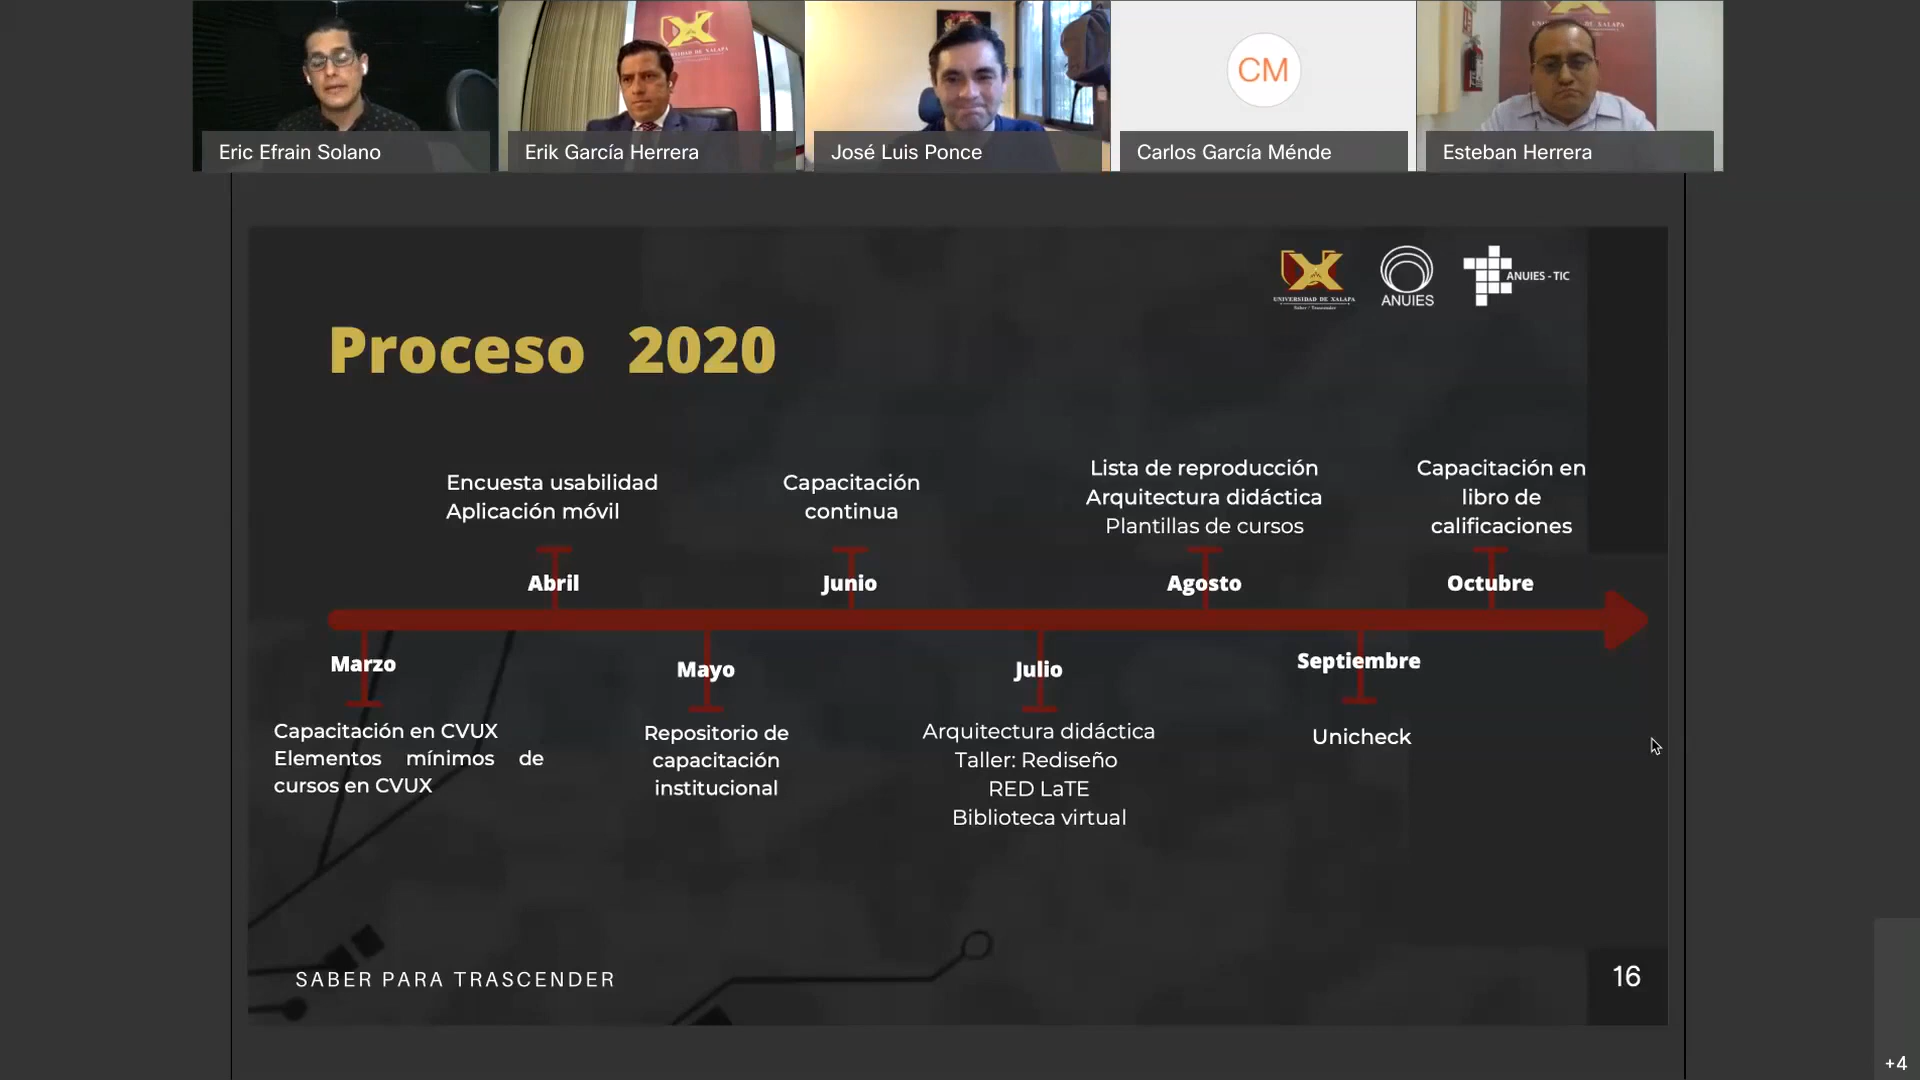 Eric Efrain Solano
Erik García Herrera
José Luis Ponce
CM
Carlos García Ménde
Esteban Herrera
UNIVERSIDAD DE XALAPA
ANUIES
ANUIES - TIC
Proceso 2020
Encuesta usabilidad
Aplicación móvil
Abril
Capacitación
continua
Junio
Lista de reproducción
Arquitectura didáctica
Plantillas de cursos
Agosto
Capacitación en
libro de
calificaciones
Octubre
Marzo
Capacitación en CVUX
Elementos mínimos de
cursos en CVUX
Mayo
Repositorio de
capacitación
institucional
Julio
Arquitectura didáctica
Taller: Rediseño
RED LaTE
Biblioteca virtual
Septiembre
Unicheck
SABER PARA TRASCENDER
16
+4